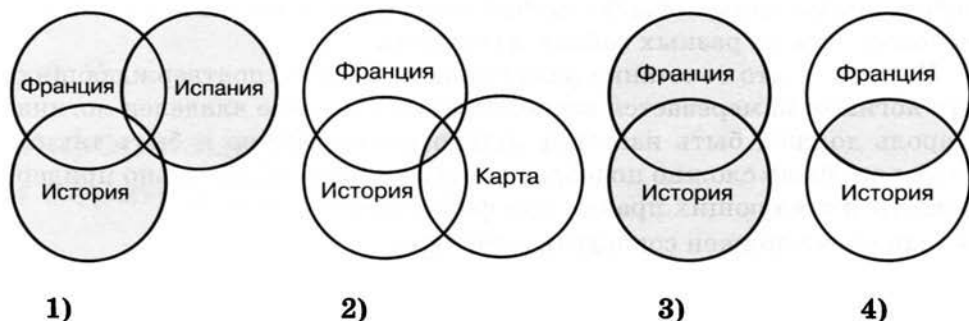 Франция Испания История
Франция История Карта
Франция История
Франция История
1) 2) 3) 4)